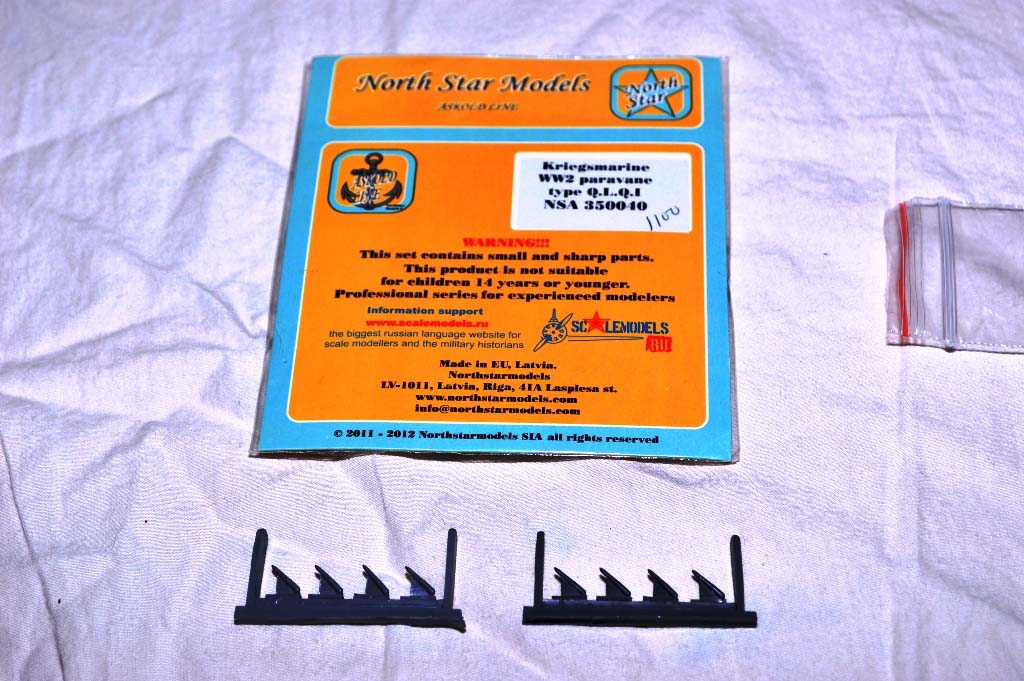 North Star Models
ASKOLD LINE
North
Star
ASKOLD
LINE
Kriegsmarine
WW2 paravane
type Q.L.Q.I
NSA 350040
1100
WARNING!!!
This set contains small and sharp parts.
This product is not suitable
for children 14 years or younger.
Professional series for experienced modelers
Information support
www.scalemodels.ru
the biggest russian language website for
scale modellers and the military historians
SCALEMODELS
RU
Made in EU, Latvia.
Northstarmodels
LV-1011, Latvia, Riga, 41A Lasplesa st.
www.northstarmodels.com
info@northstarmodels.com
© 2011 - 2012 Northstarmodels SIA all rights reserved